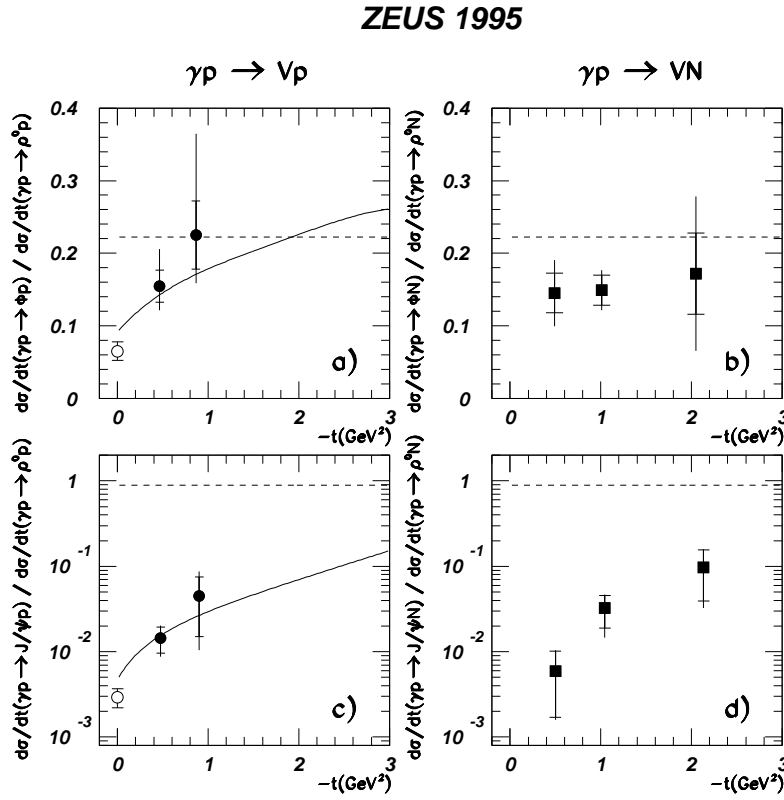 ZEUS 1995
γp → Vp
γp → VN
dσ/dt(γp→φp) / dσ/dt(γp→ρ⁰p)
0.4
0.3
0.2
0.1
0
a)
0 1 2 3
−t(GeV²)
dσ/dt(γp→φN) / dσ/dt(γp→ρ⁰N)
0.4
0.3
0.2
0.1
0
b)
0 1 2 3
−t(GeV²)
dσ/dt(γp→J/ψp) / dσ/dt(γp→ρ⁰p)
1
10⁻¹
10⁻²
10⁻³
c)
0 1 2 3
−t(GeV²)
dσ/dt(γp→J/ψN) / dσ/dt(γp→ρ⁰N)
1
10⁻¹
10⁻²
10⁻³
d)
0 1 2 3
−t(GeV²)